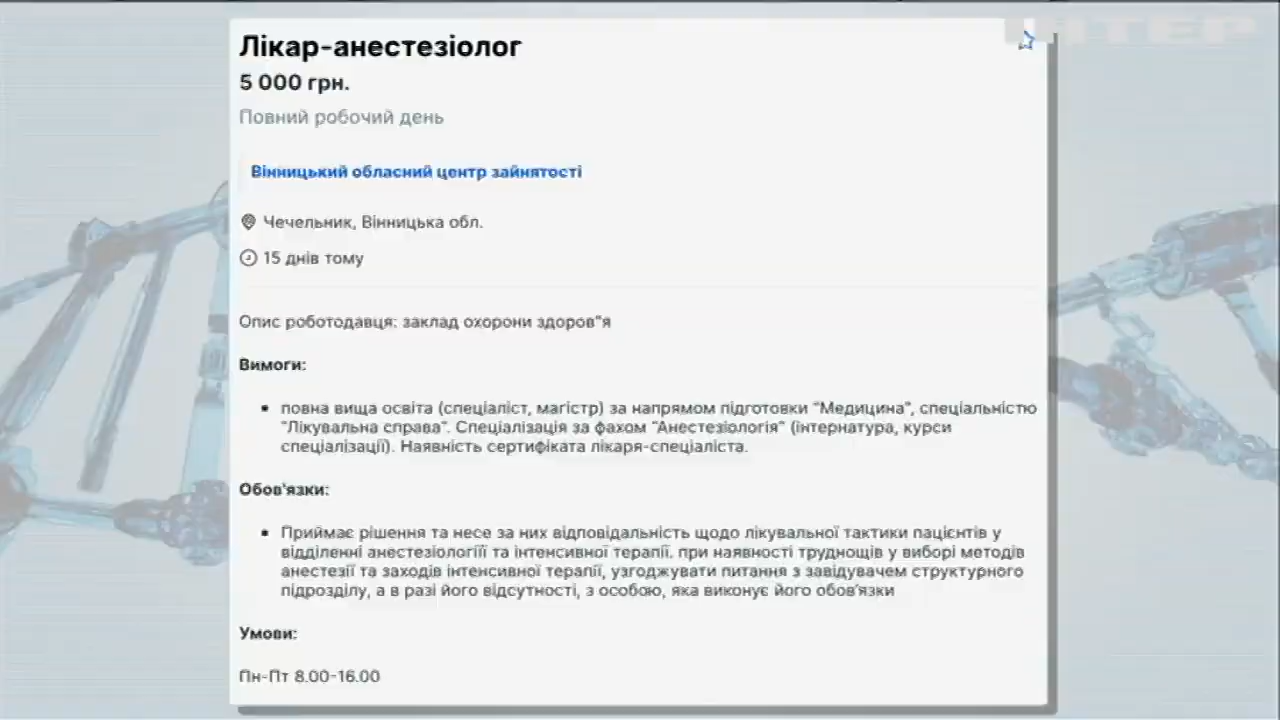 ІНТЕР
Лікар-анестезіолог
5 000 грн.
Повний робочий день
Вінницький обласний центр зайнятості
Чечельник, Вінницька обл.
15 днів тому
Опис роботодавця: заклад охорони здоров"я
Вимоги:
• повна вища освіта (спеціаліст, магістр) за напрямом підготовки "Медицина", спеціальністю
"Лікувальна справа". Спеціалізація за фахом "Анестезіологія" (інтернатура, курси
спеціалізації). Наявність сертифіката лікаря-спеціаліста.
Обов'язки:
• Приймає рішення та несе за них відповідальність щодо лікувальної тактики пацієнтів у
відділенні анестезіологіїї та інтенсивної терапії. при наявності труднощів у виборі методів
анестезії та заходів інтенсивної терапії, узгоджувати питання з завідувачем структурного
підрозділу, а в разі його відсутності, з особою, яка виконує його обов'язки
Умови:
Пн-Пт 8.00-16.00